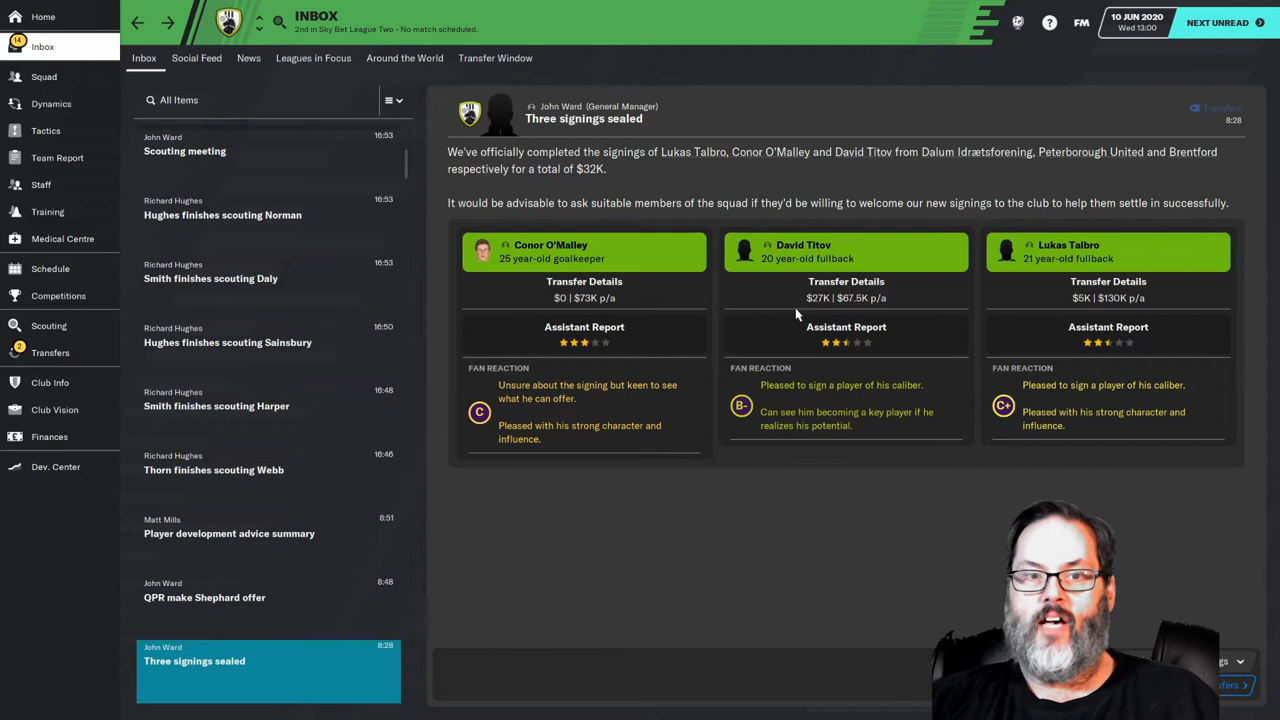 Home
INBOX
2nd in Sky Bet League Two - No match scheduled.
FM
10 JUN 2020
Wed 13:00
NEXT UNREAD
14
Inbox
Squad
Dynamics
Tactics
Team Report
Staff
Training
Medical Centre
Schedule
Competitions
Scouting
2
Transfers
Club Info
Club Vision
Finances
Dev. Center
Inbox
Social Feed
News
Leagues in Focus
Around the World
Transfer Window
All Items
John Ward
16:53
Scouting meeting
Richard Hughes
16:53
Hughes finishes scouting Norman
Richard Hughes
16:53
Smith finishes scouting Daly
Richard Hughes
16:50
Hughes finishes scouting Sainsbury
Richard Hughes
16:48
Smith finishes scouting Harper
Richard Hughes
16:46
Thorn finishes scouting Webb
Matt Mills
8:51
Player development advice summary
John Ward
8:48
QPR make Shephard offer
John Ward
8:28
Three signings sealed
John Ward (General Manager)
Three signings sealed
Transfers
8:28
We've officially completed the signings of Lukas Talbro, Conor O'Malley and David Titov from Dalum Idrætsforening, Peterborough United and Brentford
respectively for a total of $32K.
It would be advisable to ask suitable members of the squad if they'd be willing to welcome our new signings to the club to help them settle in successfully.
Conor O'Malley
25 year-old goalkeeper
Transfer Details
$0 | $73K p/a
Assistant Report
FAN REACTION
C
Unsure about the signing but keen to see
what he can offer.
Pleased with his strong character and
influence.
David Titov
20 year-old fullback
Transfer Details
$27K | $67.5K p/a
Assistant Report
FAN REACTION
B-
Pleased to sign a player of his caliber.
Can see him becoming a key player if he
realizes his potential.
Lukas Talbro
21 year-old fullback
Transfer Details
$5K | $130K p/a
Assistant Report
FAN REACTION
C+
Pleased to sign a player of his caliber.
Pleased with his strong character and
influence.